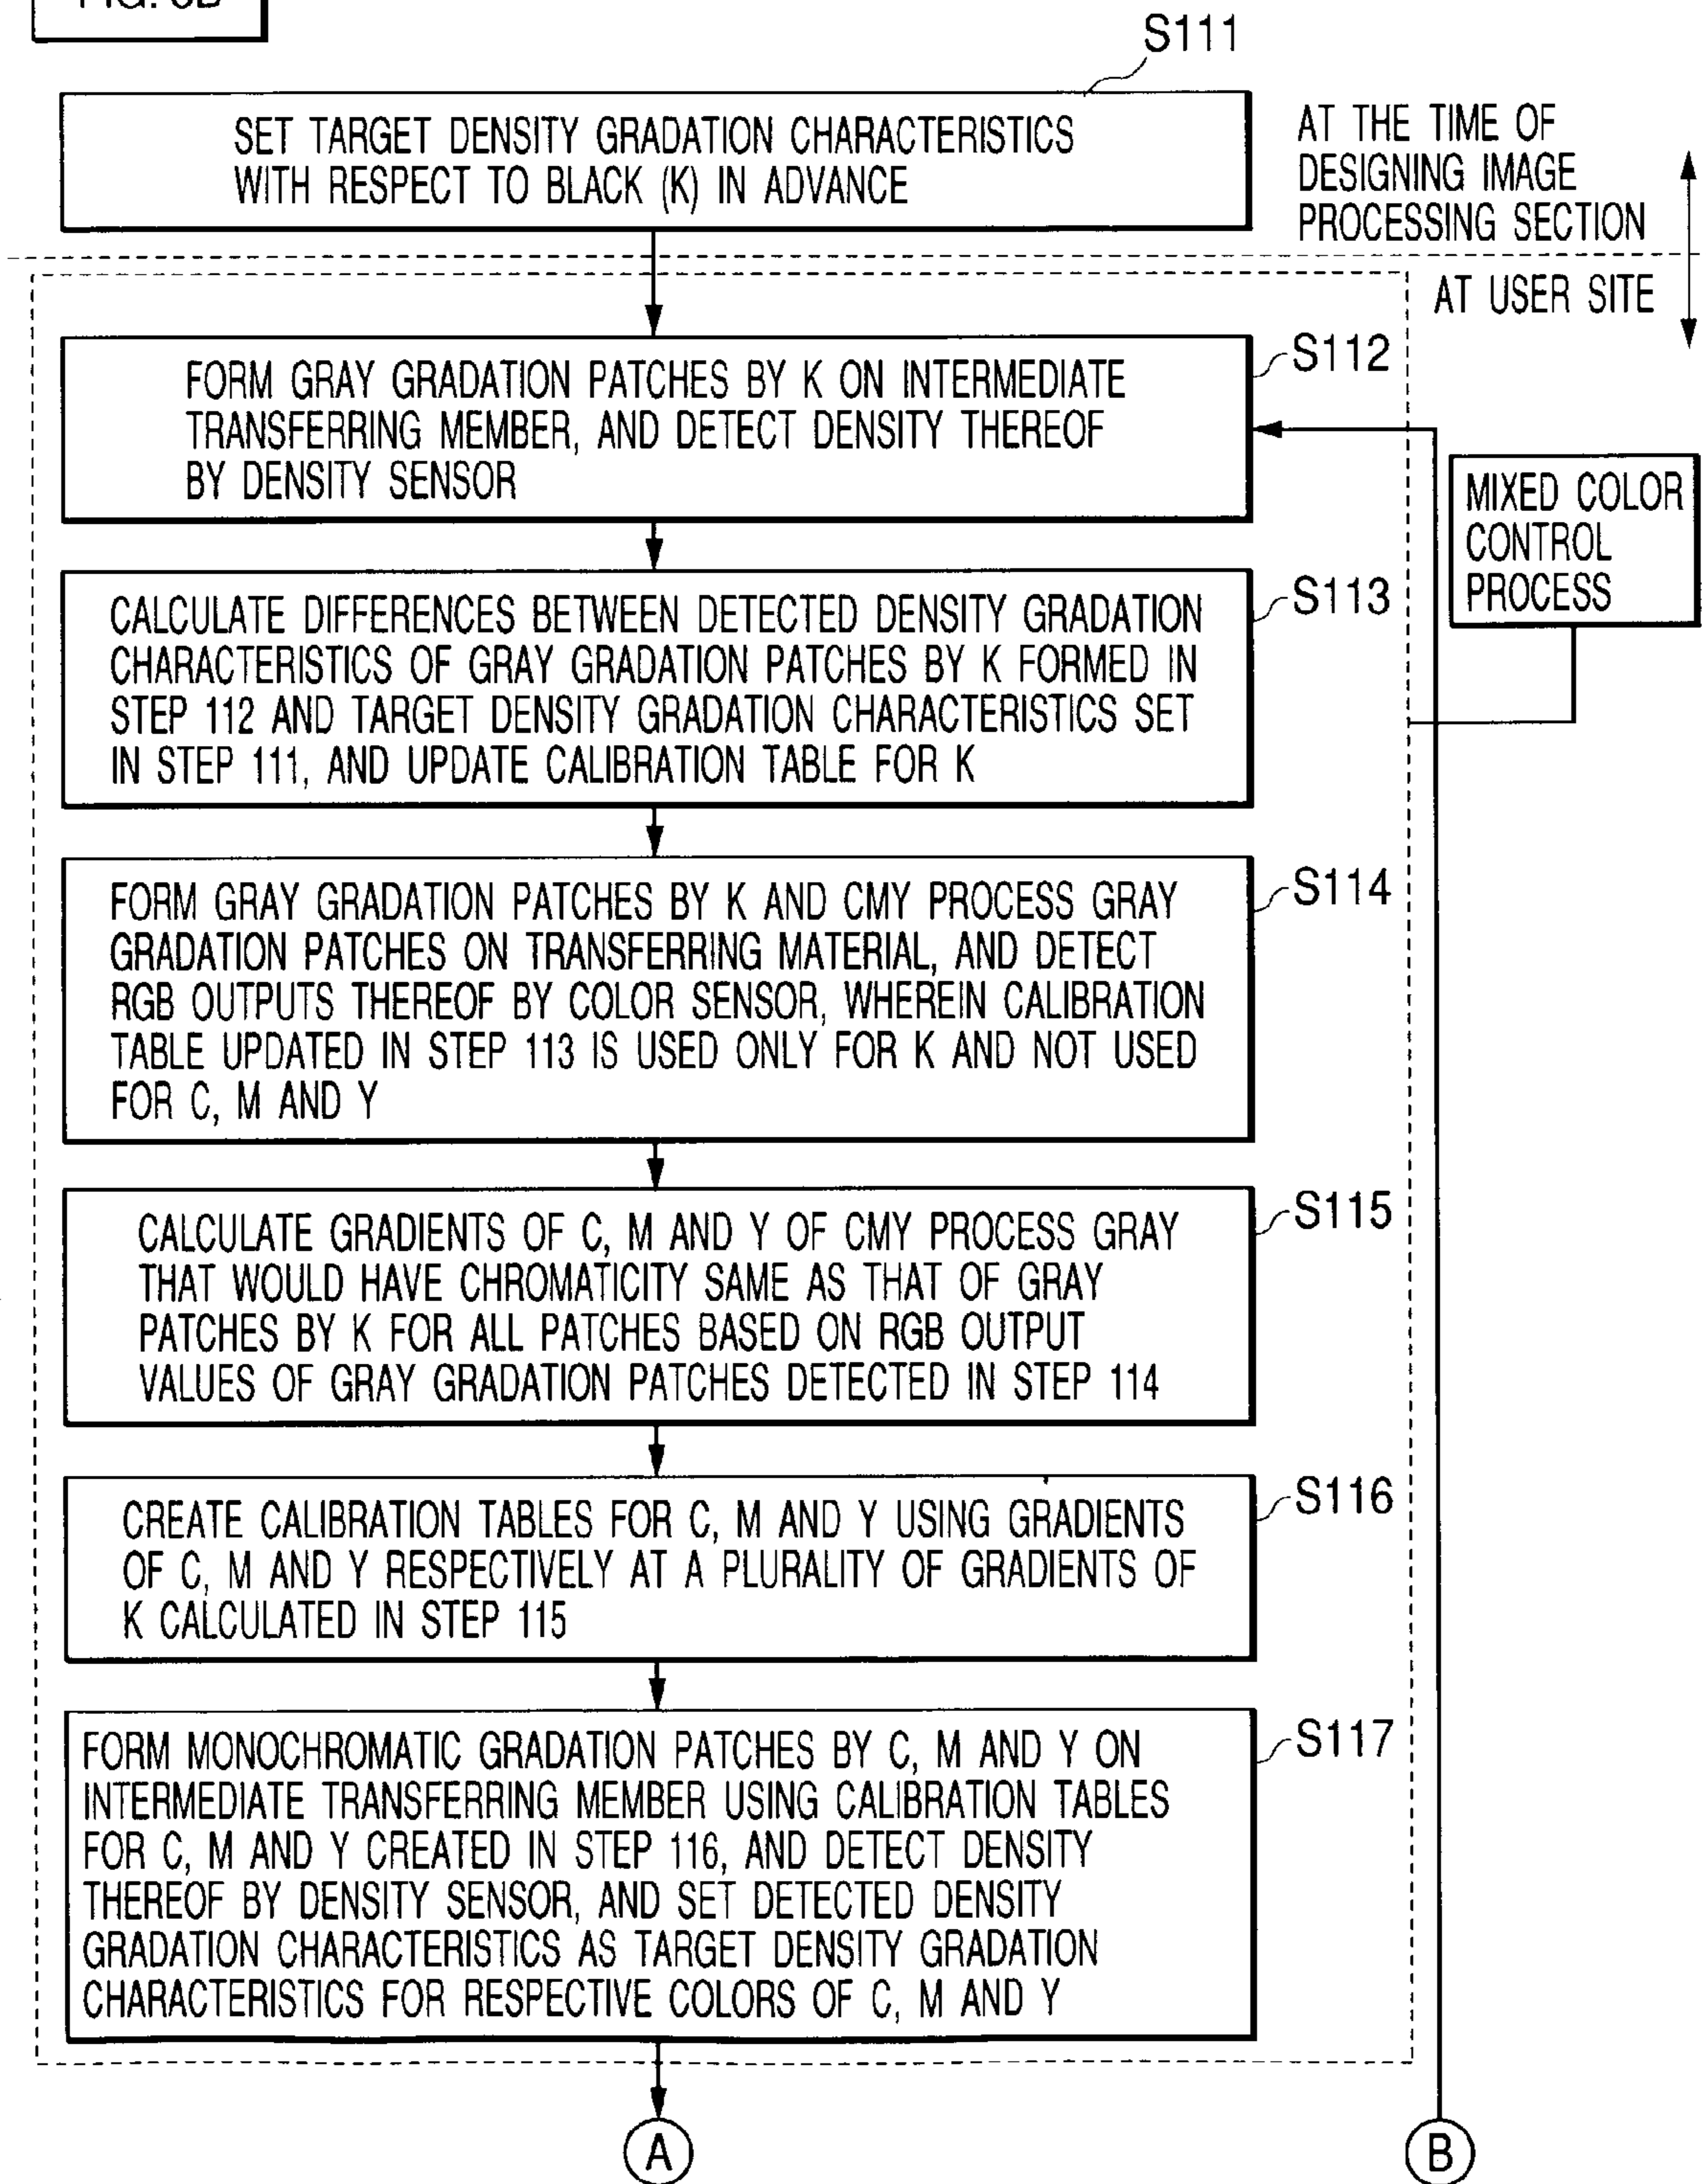 S111
SET TARGET DENSITY GRADATION CHARACTERISTICS
WITH RESPECT TO BLACK (K) IN ADVANCE
AT THE TIME OF
DESIGNING IMAGE
PROCESSING SECTION
AT USER SITE
S112
FORM GRAY GRADATION PATCHES BY K ON INTERMEDIATE
TRANSFERRING MEMBER, AND DETECT DENSITY THEREOF
BY DENSITY SENSOR
MIXED COLOR
CONTROL
PROCESS
S113
CALCULATE DIFFERENCES BETWEEN DETECTED DENSITY GRADATION
CHARACTERISTICS OF GRAY GRADATION PATCHES BY K FORMED IN
STEP 112 AND TARGET DENSITY GRADATION CHARACTERISTICS SET
IN STEP 111, AND UPDATE CALIBRATION TABLE FOR K
S114
FORM GRAY GRADATION PATCHES BY K AND CMY PROCESS GRAY
GRADATION PATCHES ON TRANSFERRING MATERIAL, AND DETECT
RGB OUTPUTS THEREOF BY COLOR SENSOR, WHEREIN CALIBRATION
TABLE UPDATED IN STEP 113 IS USED ONLY FOR K AND NOT USED
FOR C, M AND Y
S115
CALCULATE GRADIENTS OF C, M AND Y OF CMY PROCESS GRAY
THAT WOULD HAVE CHROMATICITY SAME AS THAT OF GRAY
PATCHES BY K FOR ALL PATCHES BASED ON RGB OUTPUT
VALUES OF GRAY GRADATION PATCHES DETECTED IN STEP 114
S116
CREATE CALIBRATION TABLES FOR C, M AND Y USING GRADIENTS
OF C, M AND Y RESPECTIVELY AT A PLURALITY OF GRADIENTS OF
K CALCULATED IN STEP 115
S117
FORM MONOCHROMATIC GRADATION PATCHES BY C, M AND Y ON
INTERMEDIATE TRANSFERRING MEMBER USING CALIBRATION TABLES
FOR C, M AND Y CREATED IN STEP 116, AND DETECT DENSITY
THEREOF BY DENSITY SENSOR, AND SET DETECTED DENSITY
GRADATION CHARACTERISTICS AS TARGET DENSITY GRADATION
CHARACTERISTICS FOR RESPECTIVE COLORS OF C, M AND Y
A
B